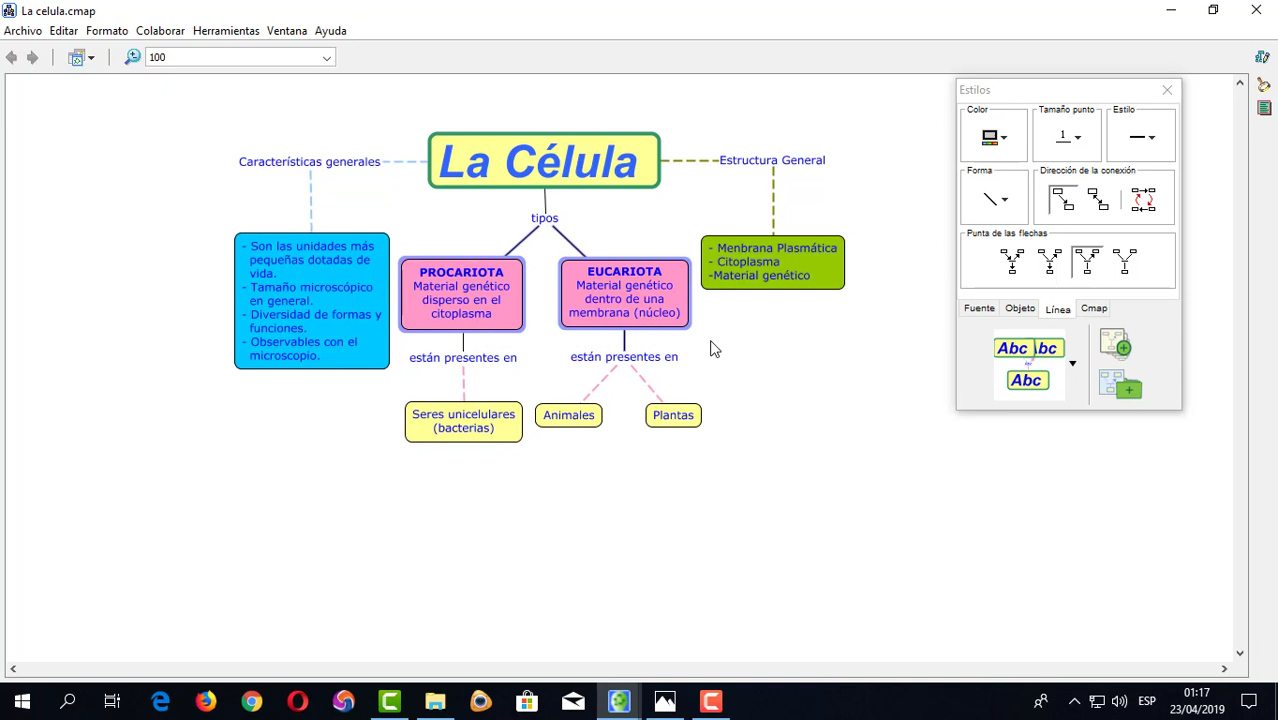 La celula.cmap
Archivo Editar Formato Colaborar Herramientas Ventana Ayuda
100
La Célula
Características generales
Estructura General
tipos
- Son las unidades más
pequeñas dotadas de
vida.
- Tamaño microscópico
en general.
- Diversidad de formas y
funciones.
- Observables con el
microscopio.
PROCARIOTA
Material genético
disperso en el
citoplasma
EUCARIOTA
Material genético
dentro de una
membrana (núcleo)
- Menbrana Plasmática
- Citoplasma
-Material genético
están presentes en
están presentes en
Seres unicelulares
(bacterias)
Animales
Plantas
Estilos
Color
Tamaño punto
Estilo
1
Forma
Dirección de la conexión
Punta de las flechas
Fuente Objeto Línea Cmap
Abc Abc
Abc
ESP
01:17
23/04/2019